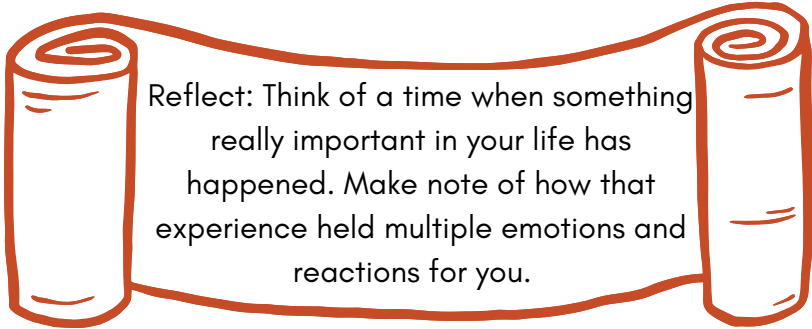 Reflect: Think of a time when something
really important in your life has
happened. Make note of how that
experience held multiple emotions and
reactions for you.